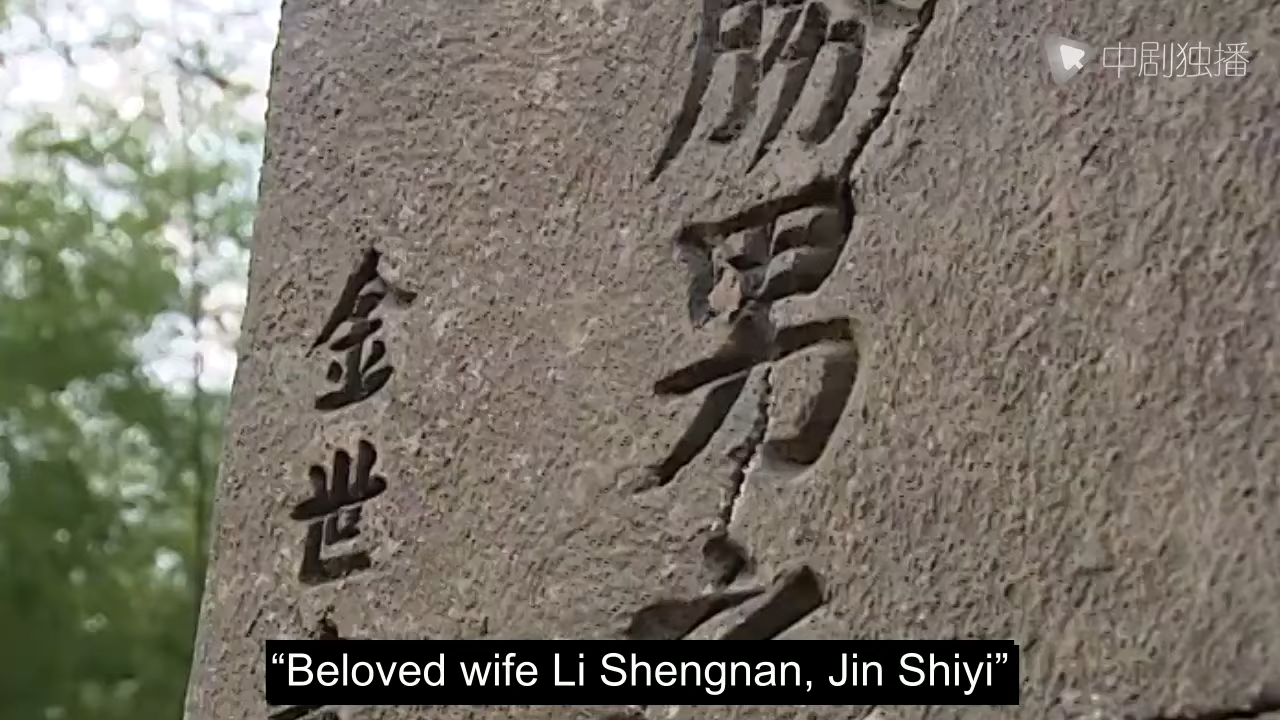 中剧独播
男
金世
“Beloved wife Li Shengnan, Jin Shiyi”